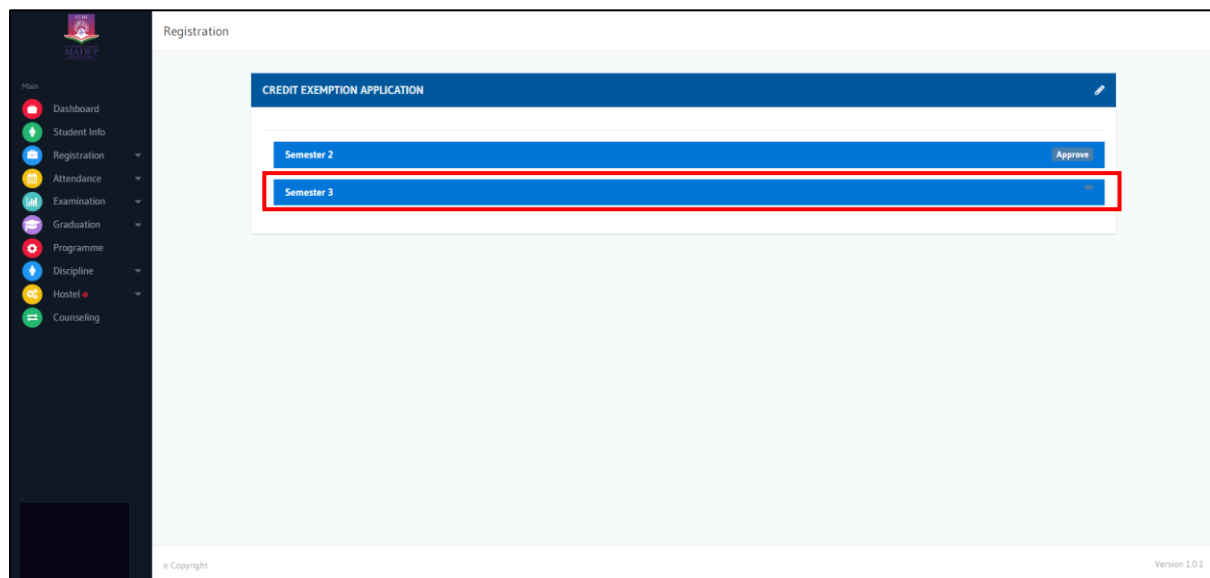 UCMI
MAIWP
Registration
Main
Dashboard
Student Info
Registration
Attendance
Examination
Graduation
Programme
Discipline
Hostel
Counseling
CREDIT EXEMPTION APPLICATION
Semester 2 Approve
Semester 3
© Copyright. Version 1.0.1